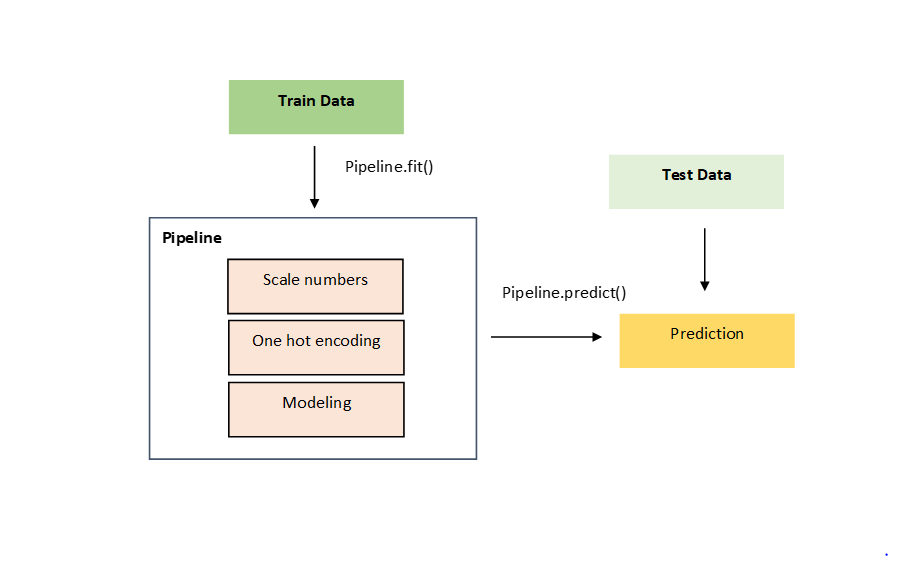 Train Data
Pipeline.fit()
Test Data
Pipeline
Scale numbers
Pipeline.predict()
One hot encoding
Prediction
Modeling
.